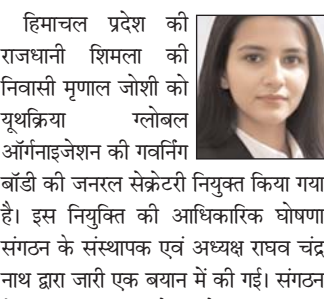 हिमाचल प्रदेश की
राजधानी शिमला की
निवासी मृणाल जोशी को
यूथक्रिया ग्लोबल
ऑर्गनाइजेशन की गवर्निंग
बॉडी की जनरल सेक्रेटरी नियुक्त किया गया
है। इस नियुक्ति की आधिकारिक घोषणा
संगठन के संस्थापक एवं अध्यक्ष राघव चंद्र
नाथ द्वारा जारी एक बयान में की गई। संगठन